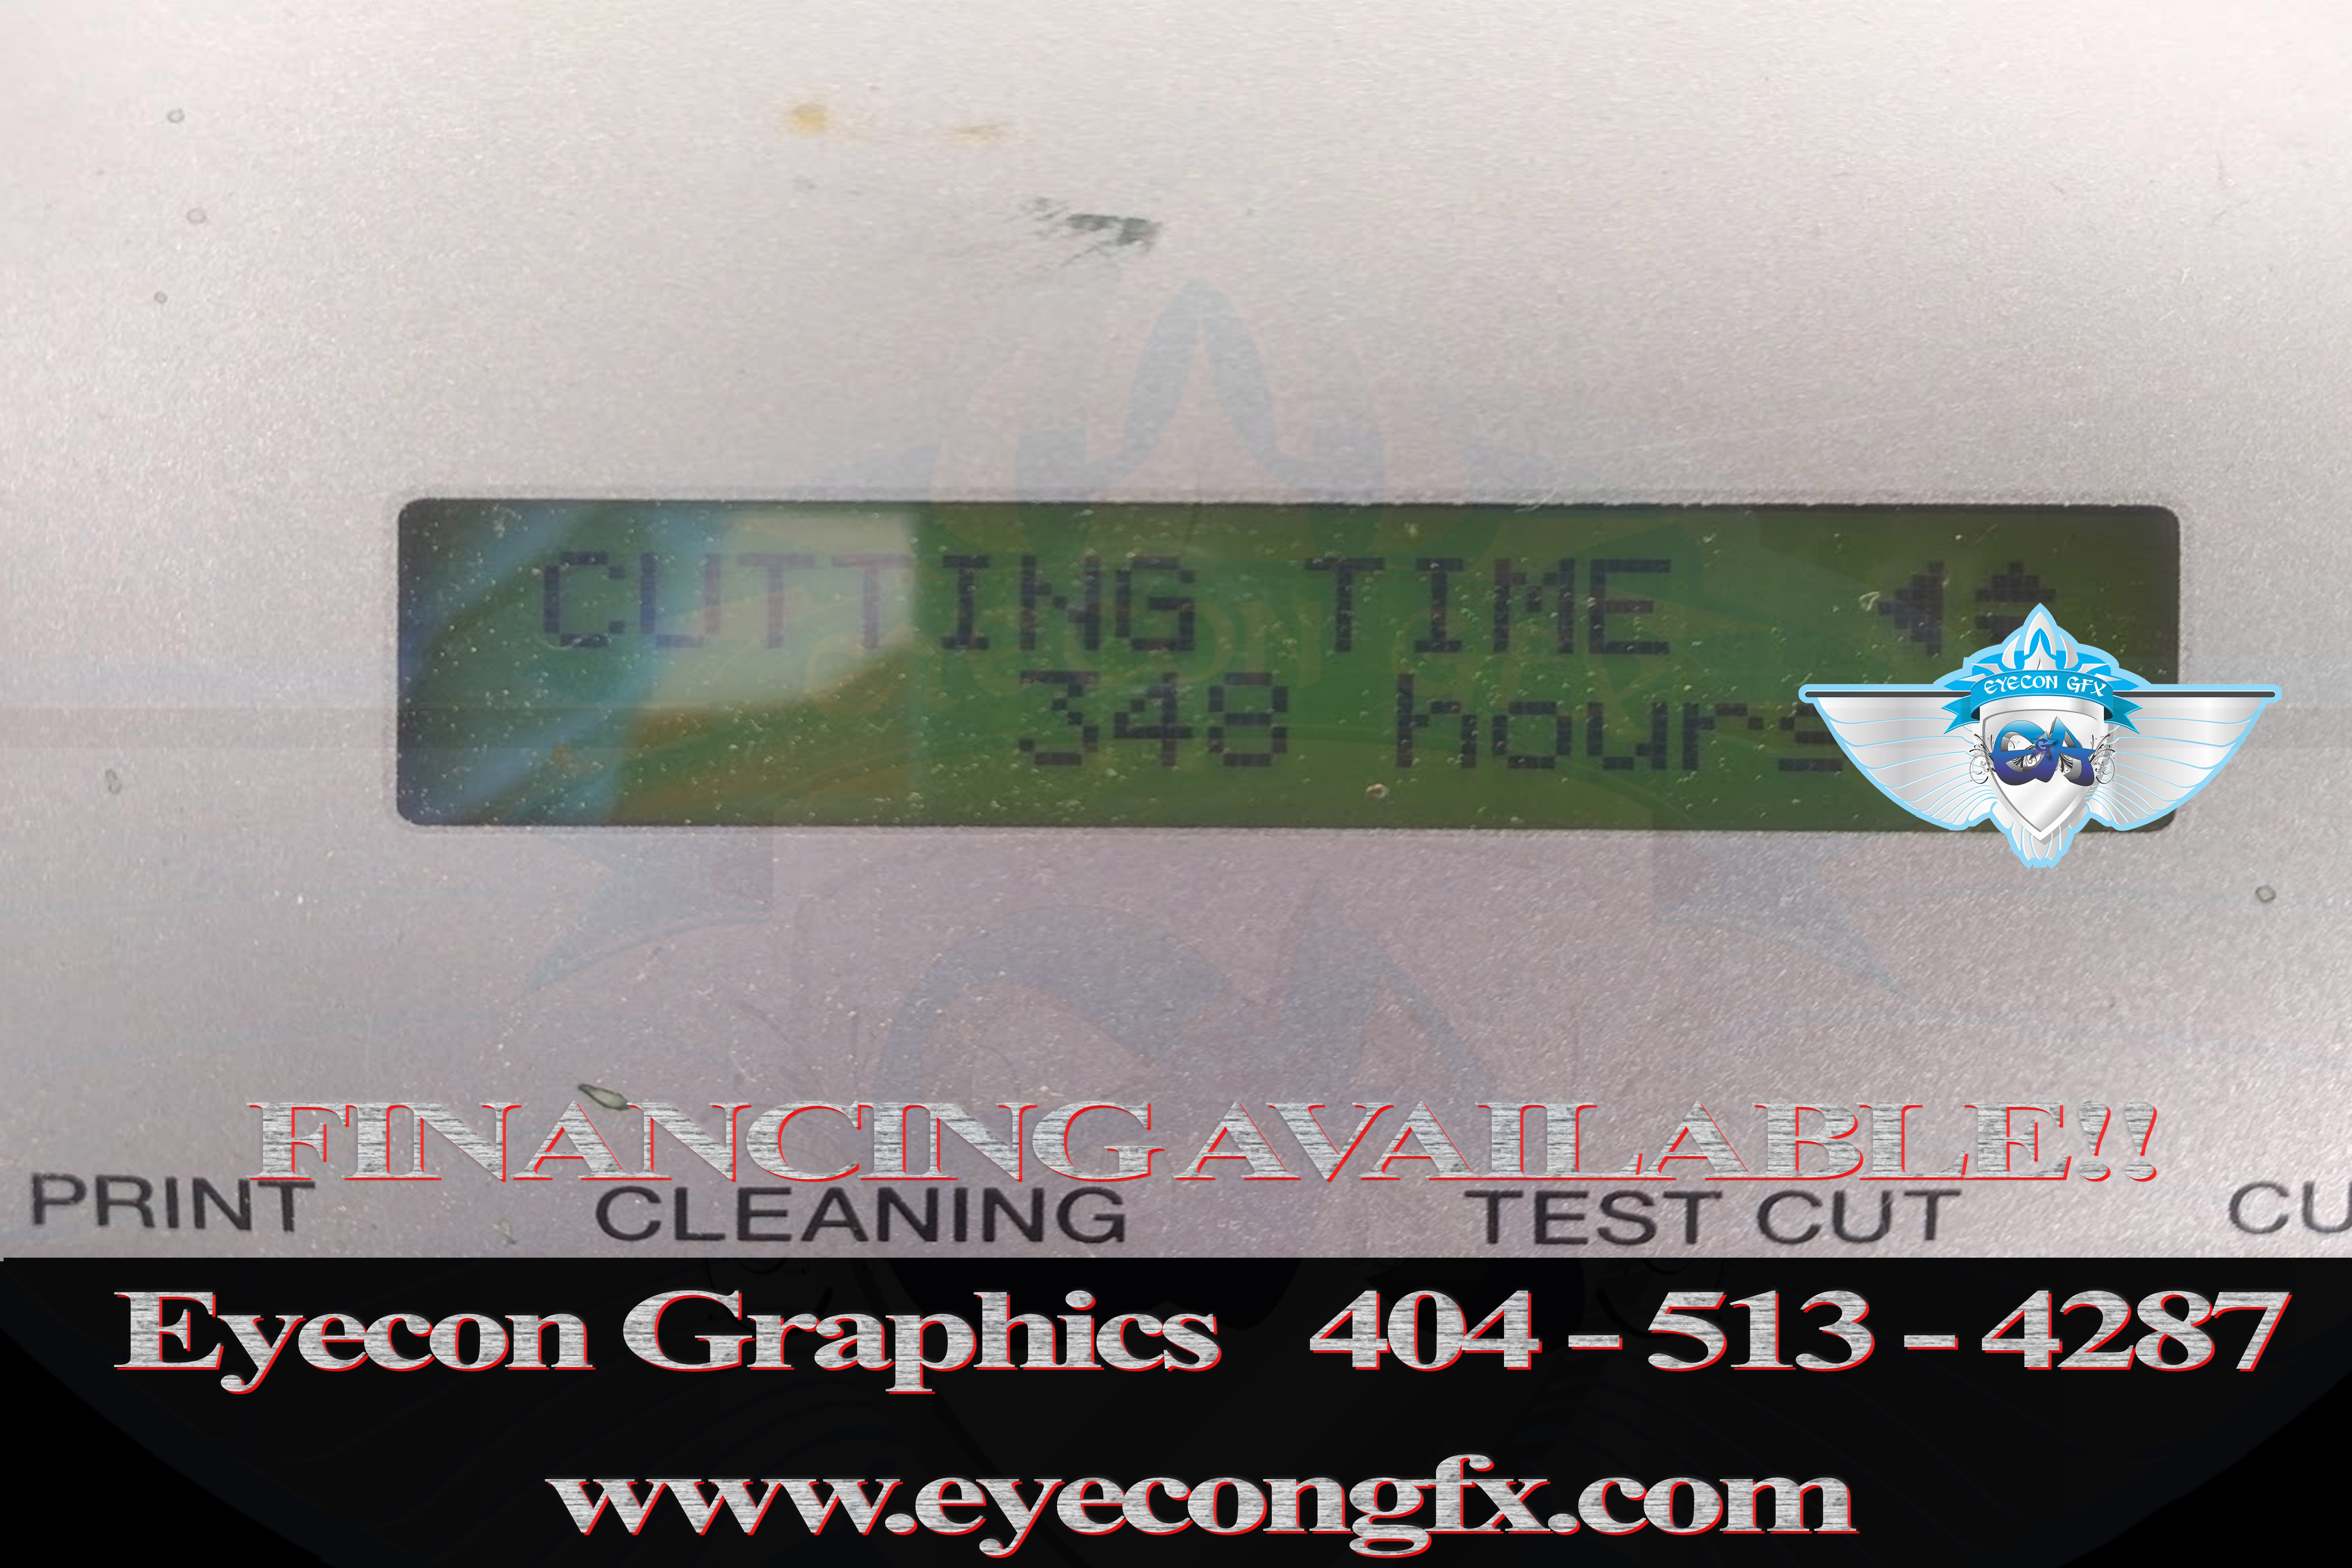 CUTTING TIME
348 hours
EYECON GFX
FINANCING AVAILABLE!!
PRINT CLEANING TEST CUT CU
Eyecon Graphics 404 - 513 - 4287
www.eyecongfx.com